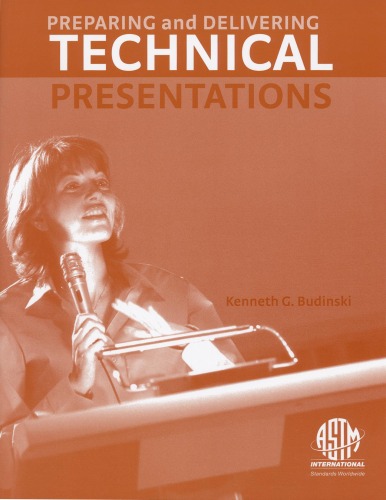 PREPARING and DELIVERING
TECHNICAL
PRESENTATIONS
Kenneth G. Budinski
ASTM
INTERNATIONAL
Standards Worldwide